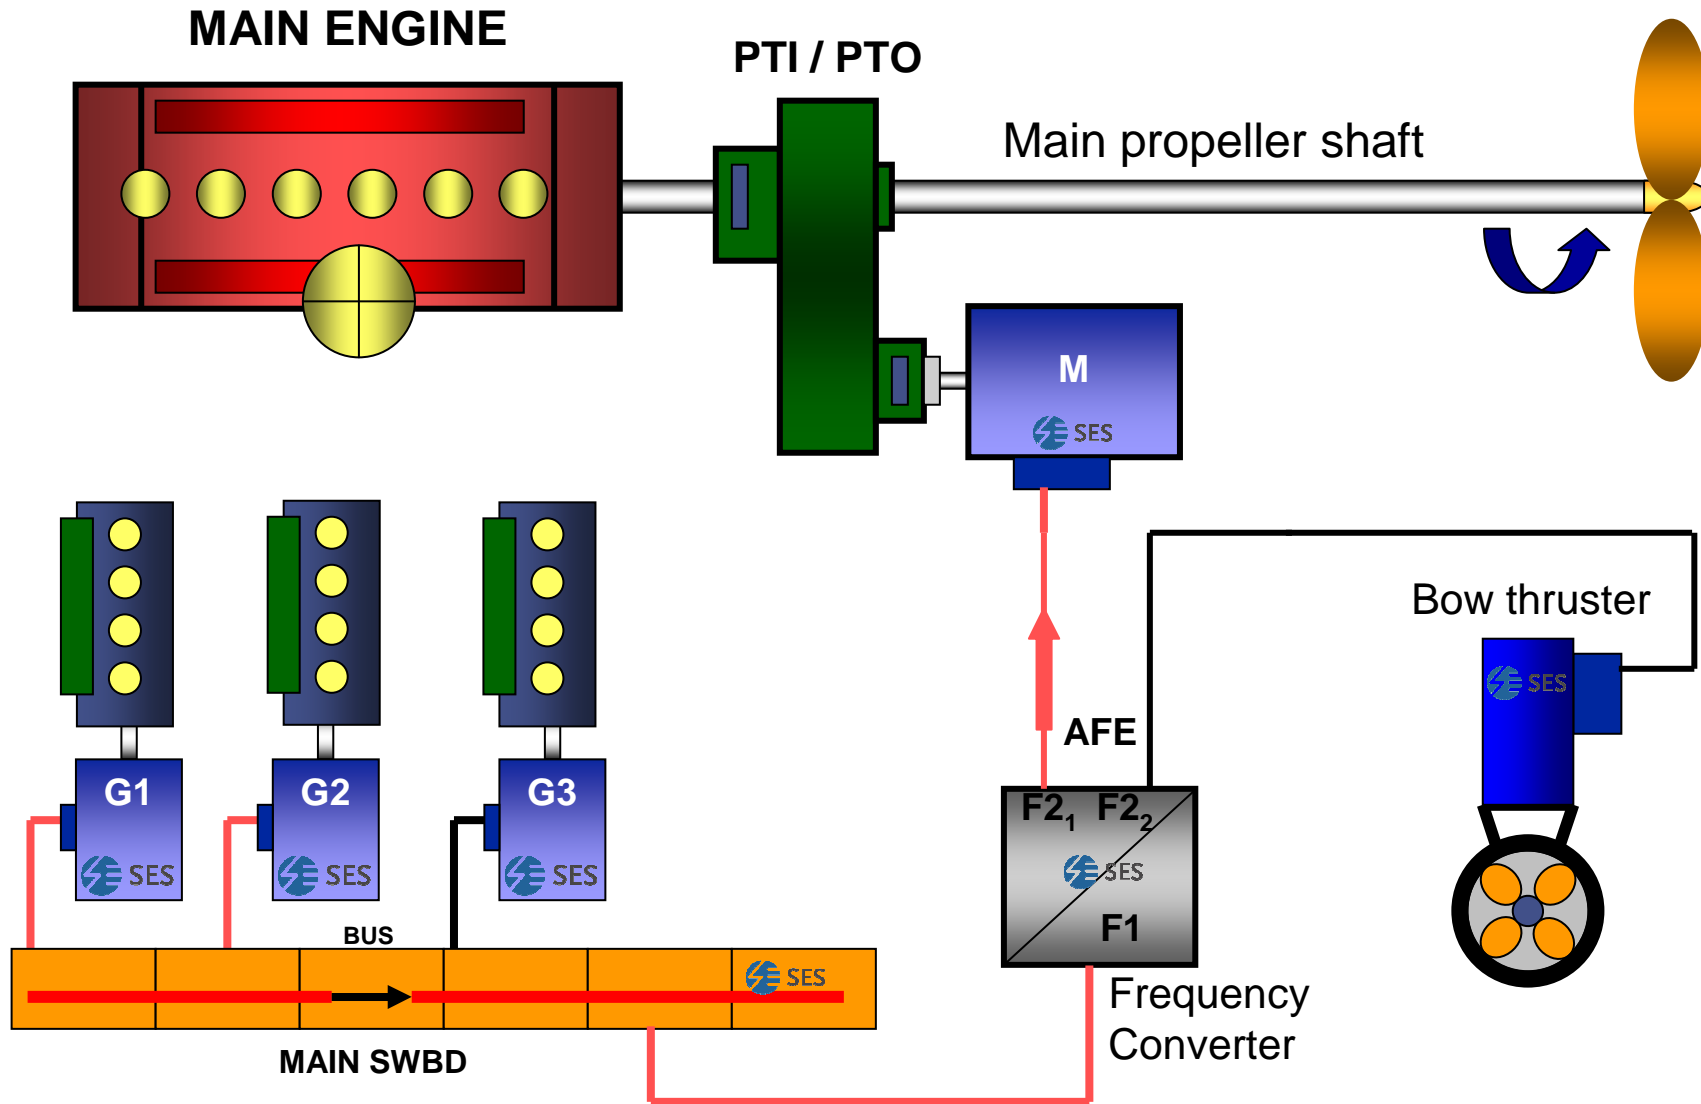 MAIN ENGINE
PTI / PTO
Main propeller shaft
M
SES
Bow thruster
SES
AFE
G1
G2
G3
F2₁ F2₂
SES
SES
SES
SES
F1
BUS
SES
Frequency
Converter
MAIN SWBD